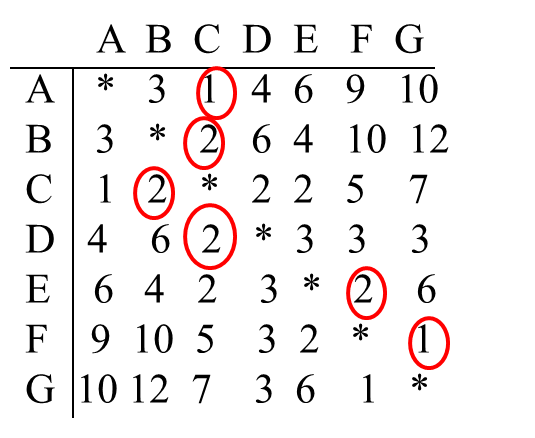 A B C D E F G
A * 3 1 4 6 9 10
B 3 * 2 6 4 10 12
C 1 2 * 2 2 5 7
D 4 6 2 * 3 3 3
E 6 4 2 3 * 2 6
F 9 10 5 3 2 * 1
G 10 12 7 3 6 1 *